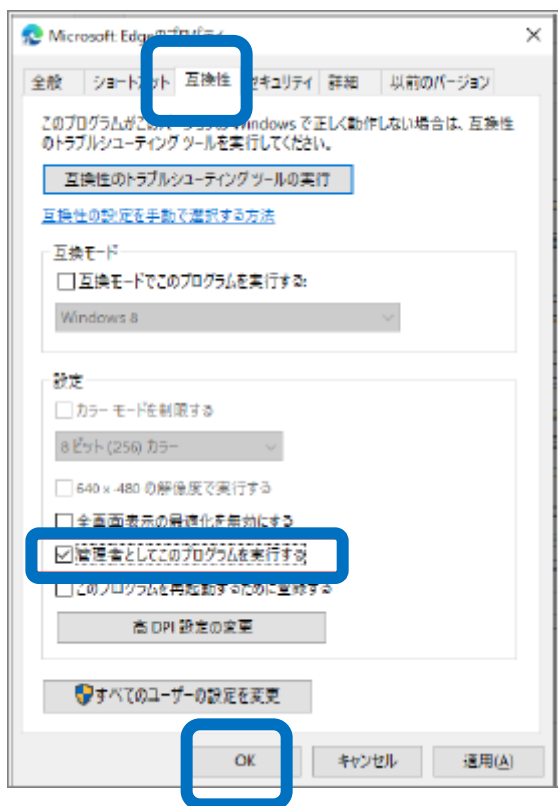 Microsoft Edgeのプロパティ
全般 ショートカット 互換性 セキュリティ 詳細 以前のバージョン
このプログラムがこのバージョンの Windows で正しく動作しない場合は、互換性
のトラブルシューティング ツールを実行してください。
互換性のトラブルシューティング ツールの実行
互換性の設定を手動で選択する方法
互換モード
互換モードでこのプログラムを実行する:
Windows 8
設定
カラー モードを制限する
8 ビット (256) カラー
640 x 480 の解像度で実行する
全画面表示の最適化を無効にする
管理者としてこのプログラムを実行する
このプログラムを再起動するために登録する
高 DPI 設定の変更
すべてのユーザーの設定を変更
OK キャンセル 適用(A)